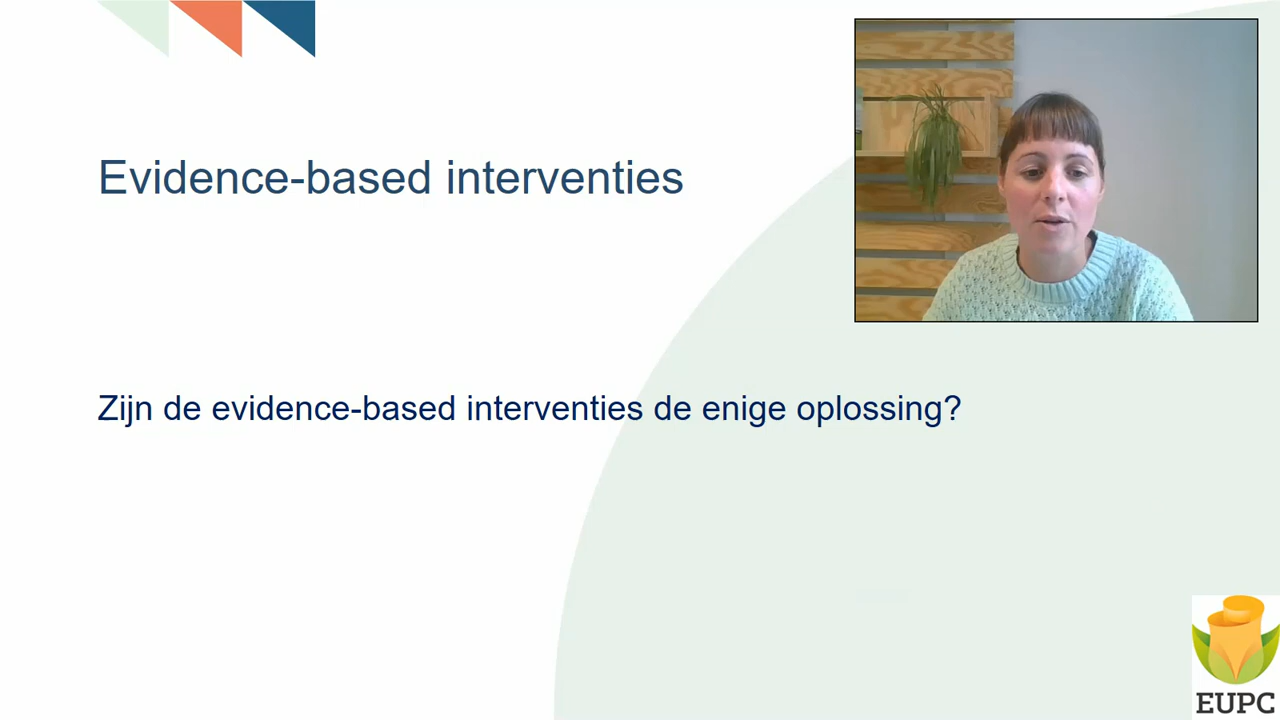 Evidence-based interventies
Zijn de evidence-based interventies de enige oplossing?
EUPC